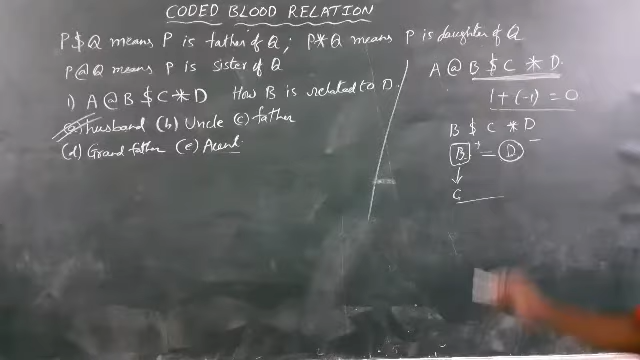 CODED BLOOD RELATION
P$Q means P is father of Q; P*Q means P is daughter of Q
P@Q means P is sister of Q
1) A @ B $ C * D How B is related to D.
(a) husband (b) Uncle (c) father
(d) Grand father (e) Aunt
A @ B $ C * D.
1 + (-1) = 0
B $ C * D
B + = D -
C